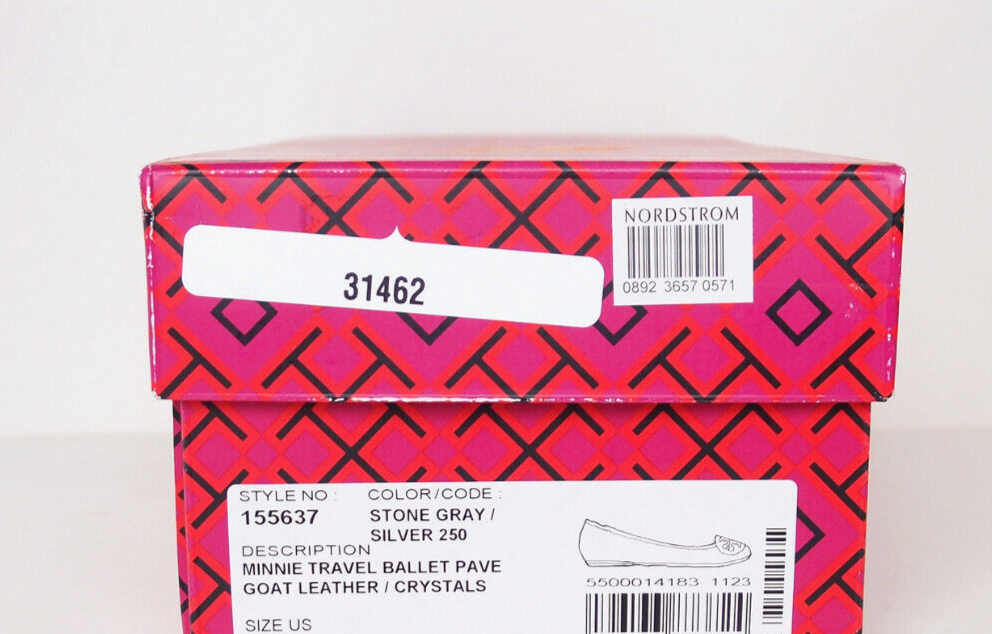 NORDSTROM
0892 3657 0571
31462
STYLE NO : COLOR/CODE :
155637 STONE GRAY /
SILVER 250
DESCRIPTION
MINNIE TRAVEL BALLET PAVE
GOAT LEATHER / CRYSTALS
5500014183 1123
SIZE US